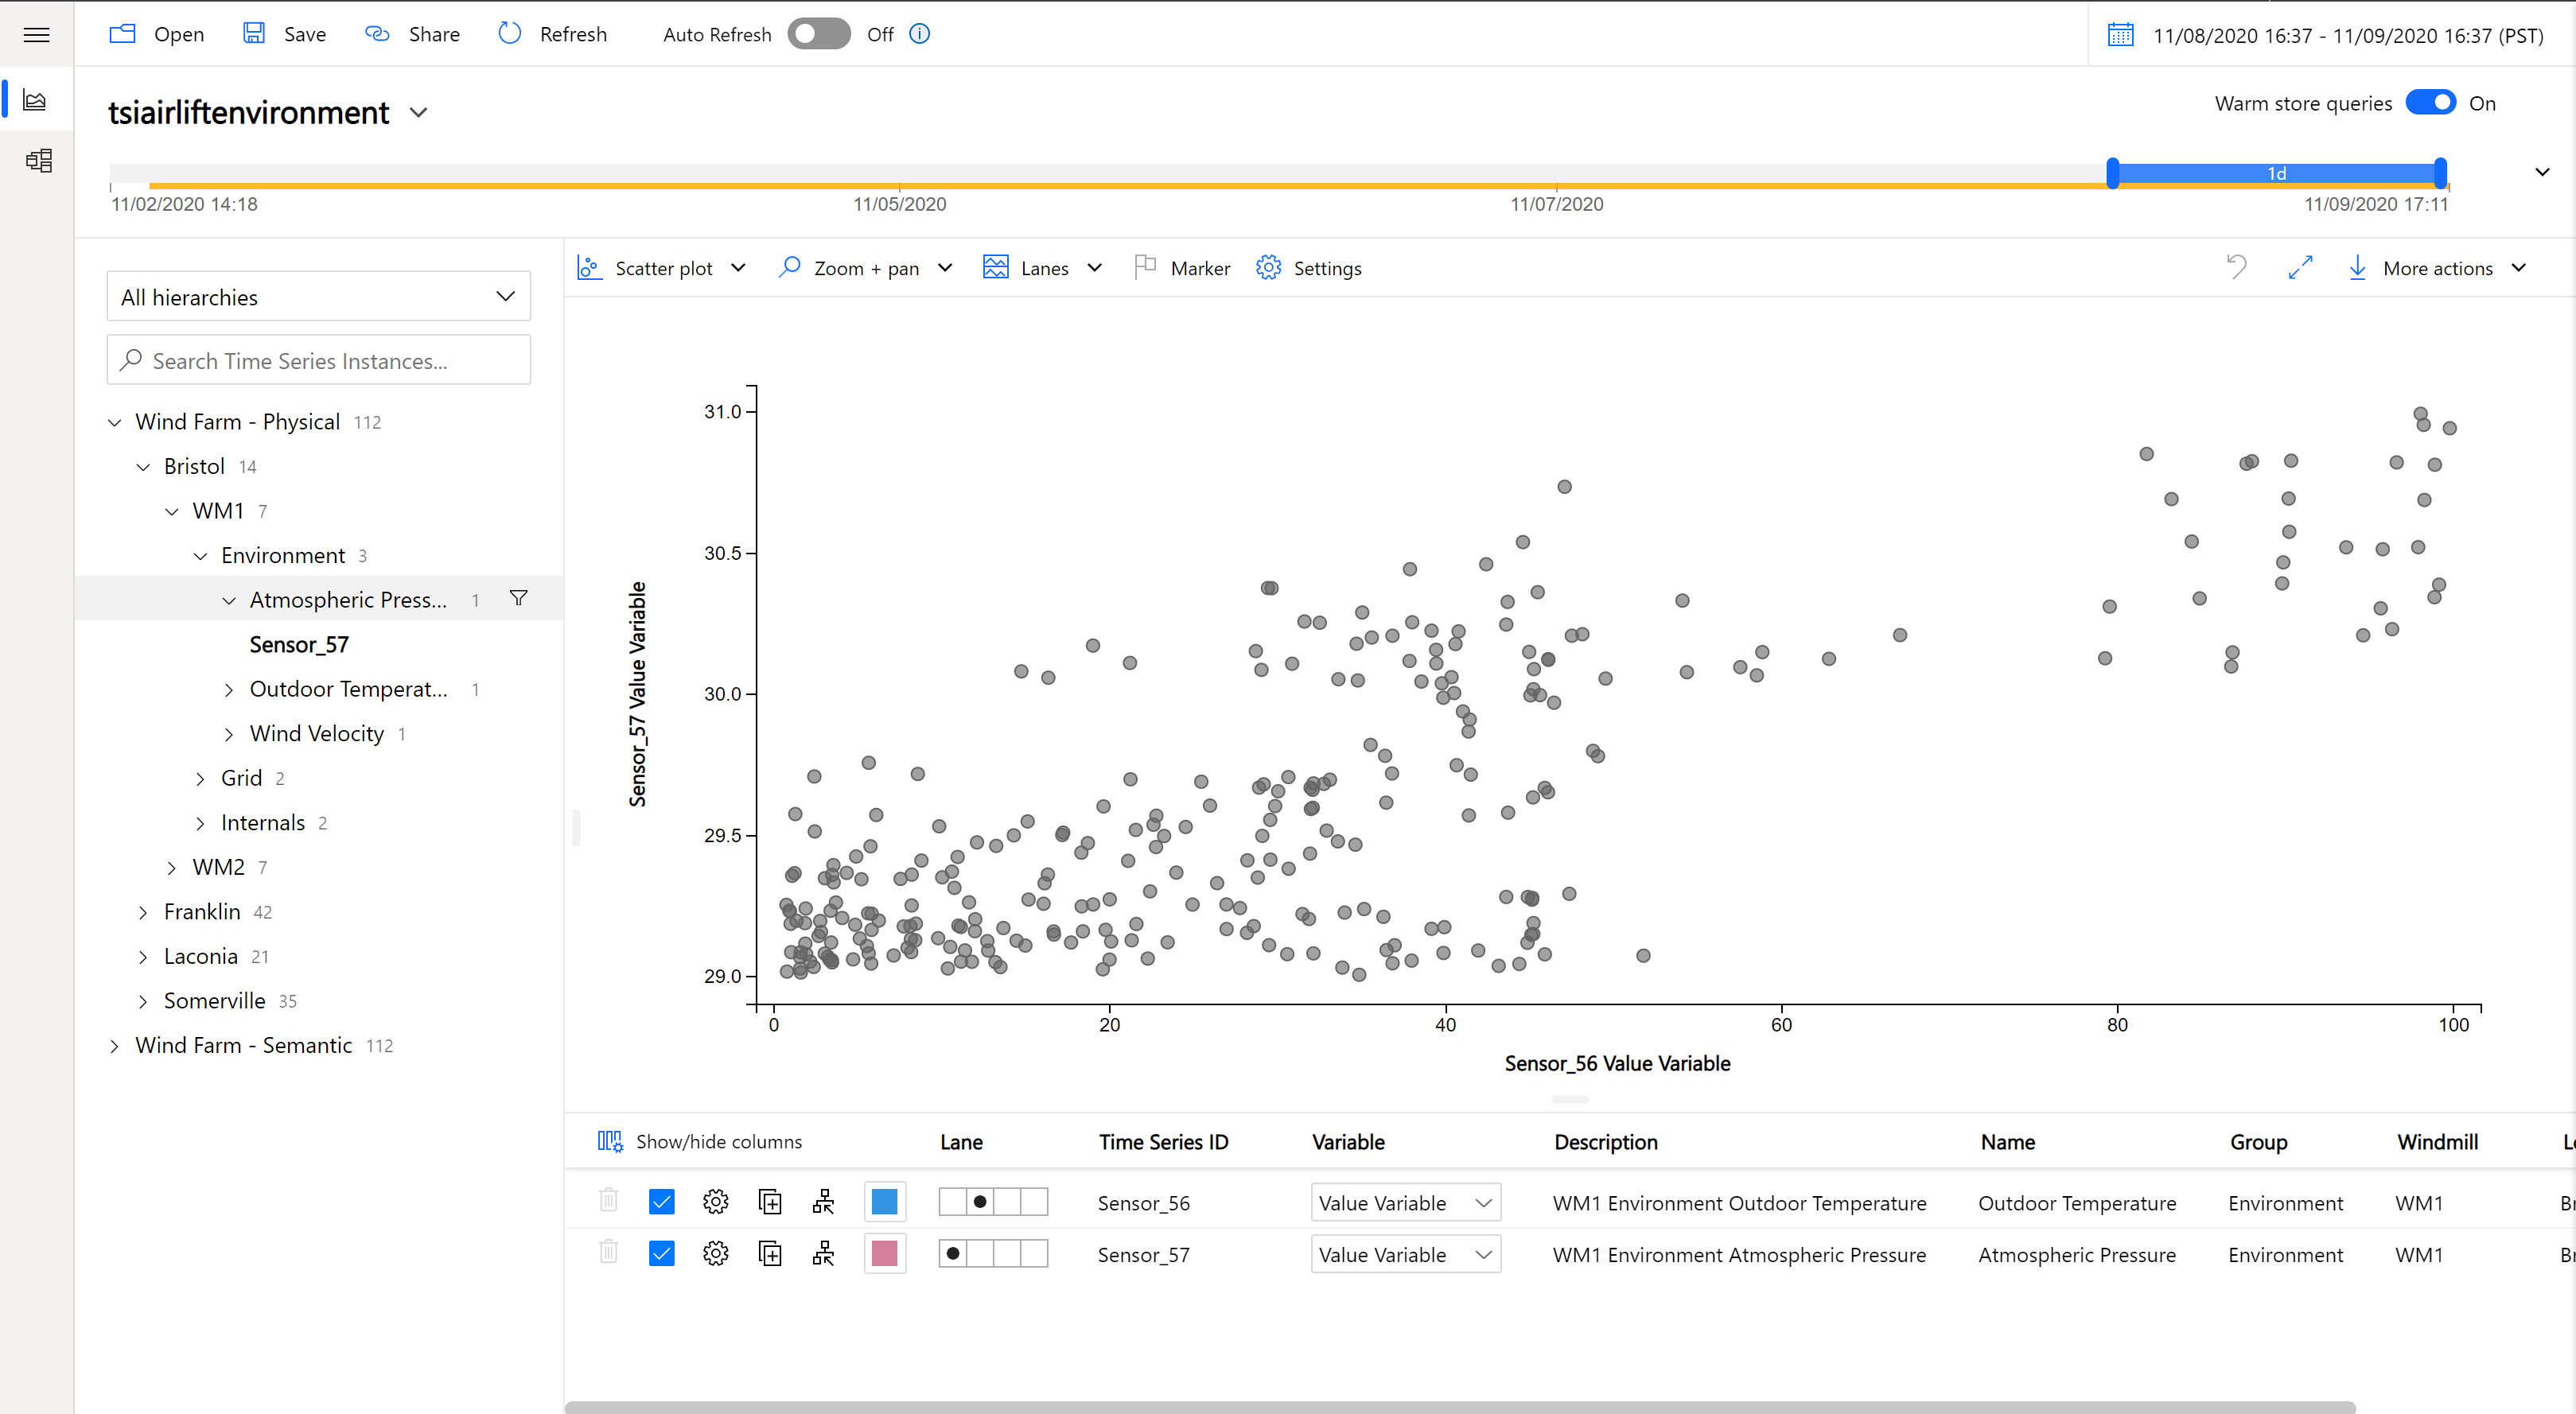 Open Save Share Refresh Auto Refresh Off 11/08/2020 16:37 - 11/09/2020 16:37 (PST)
tsiairliftenvironment
Warm store queries On
1d
11/02/2020 14:18 11/05/2020 11/07/2020 11/09/2020 17:11
All hierarchies
Search Time Series Instances...
Wind Farm - Physical 112
Bristol 14
WM1 7
Environment 3
Atmospheric Press... 1
Sensor_57
Outdoor Temperat... 1
Wind Velocity 1
Grid 2
Internals 2
WM2 7
Franklin 42
Laconia 21
Somerville 35
Wind Farm - Semantic 112
Scatter plot Zoom + pan Lanes Marker Settings More actions
Sensor_57 Value Variable
31.0
30.5
30.0
29.5
29.0
0 20 40 60 80 100
Sensor_56 Value Variable
Show/hide columns Lane Time Series ID Variable Description Name Group Windmill
Sensor_56 Value Variable WM1 Environment Outdoor Temperature Outdoor Temperature Environment WM1
Sensor_57 Value Variable WM1 Environment Atmospheric Pressure Atmospheric Pressure Environment WM1